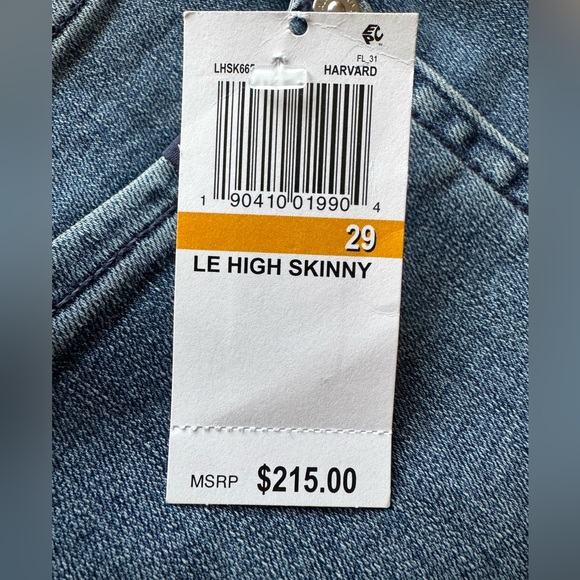 FL_31
LHSK66 HARVARD
1 90410 01990 4
29
LE HIGH SKINNY
MSRP $215.00